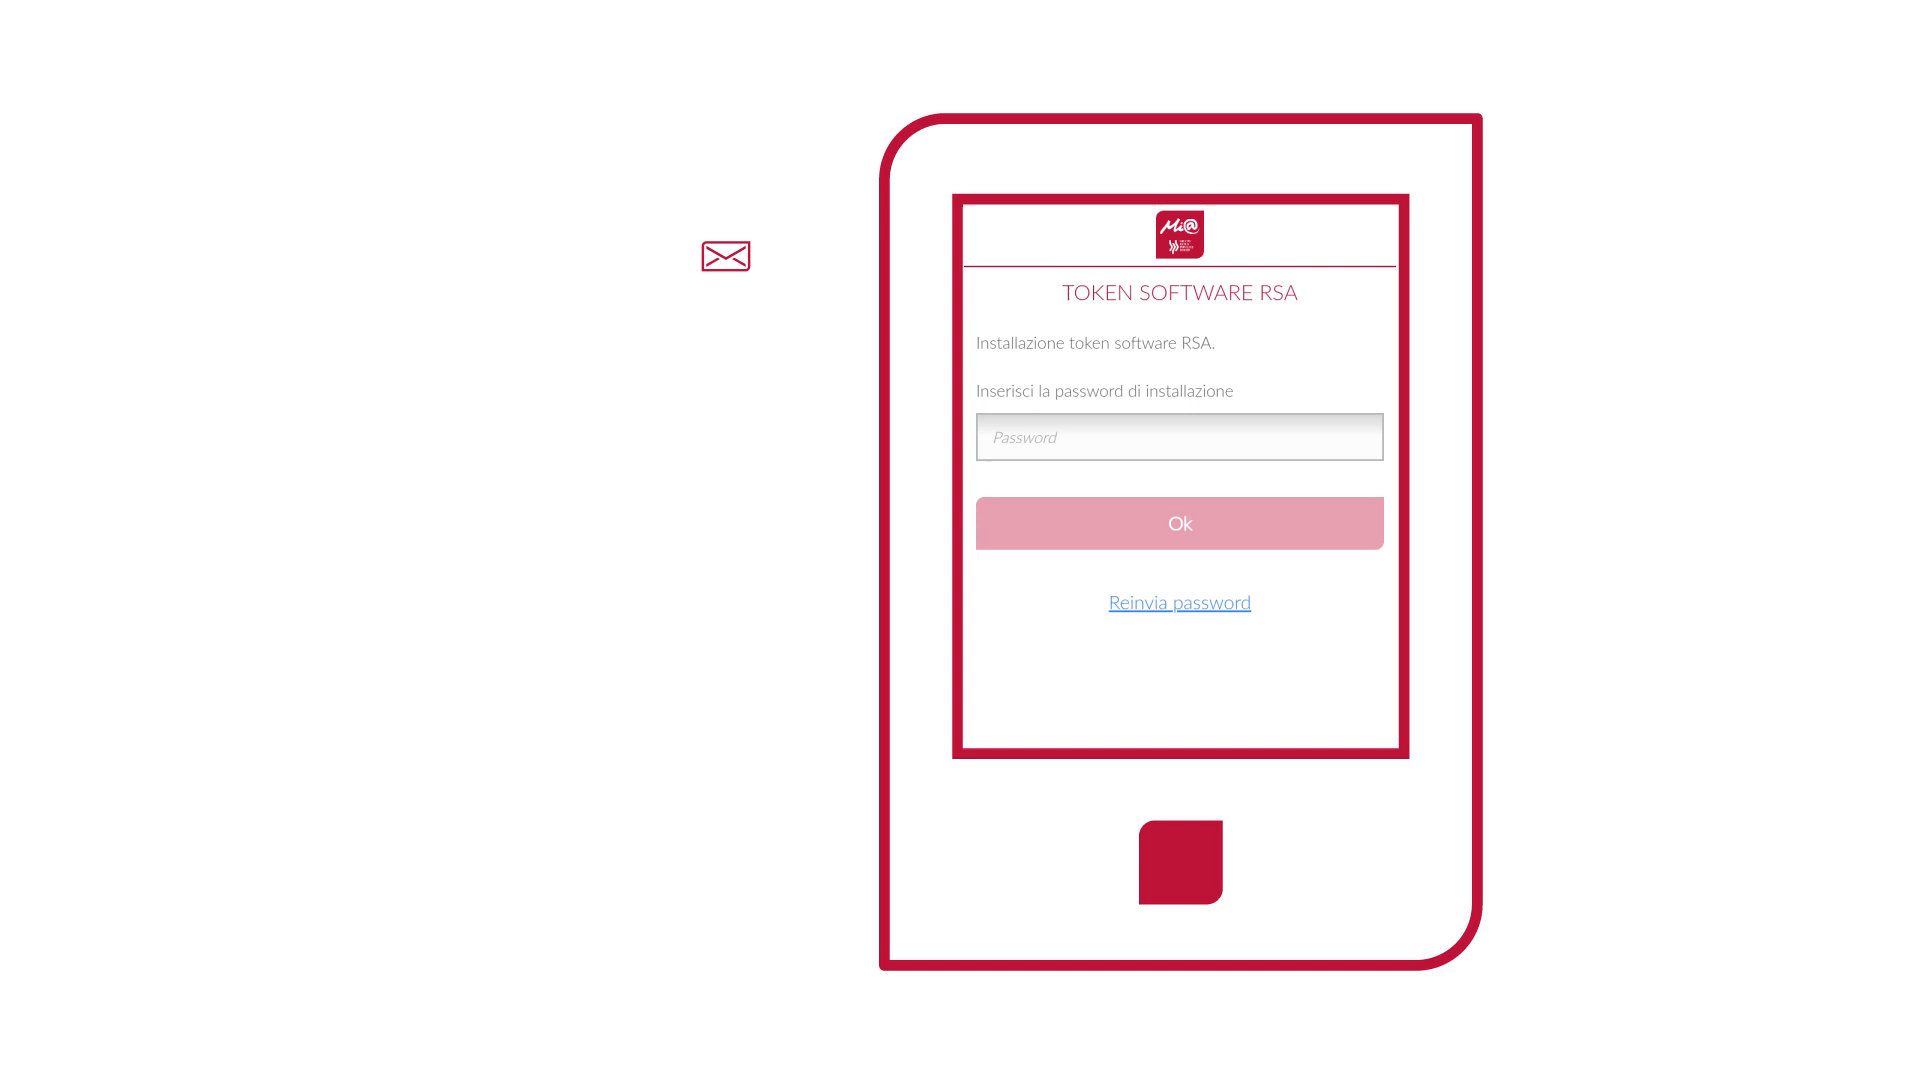 Mi@
TOKEN SOFTWARE RSA
Installazione token software RSA.
Inserisci la password di installazione
Password
Ok
Reinvia password